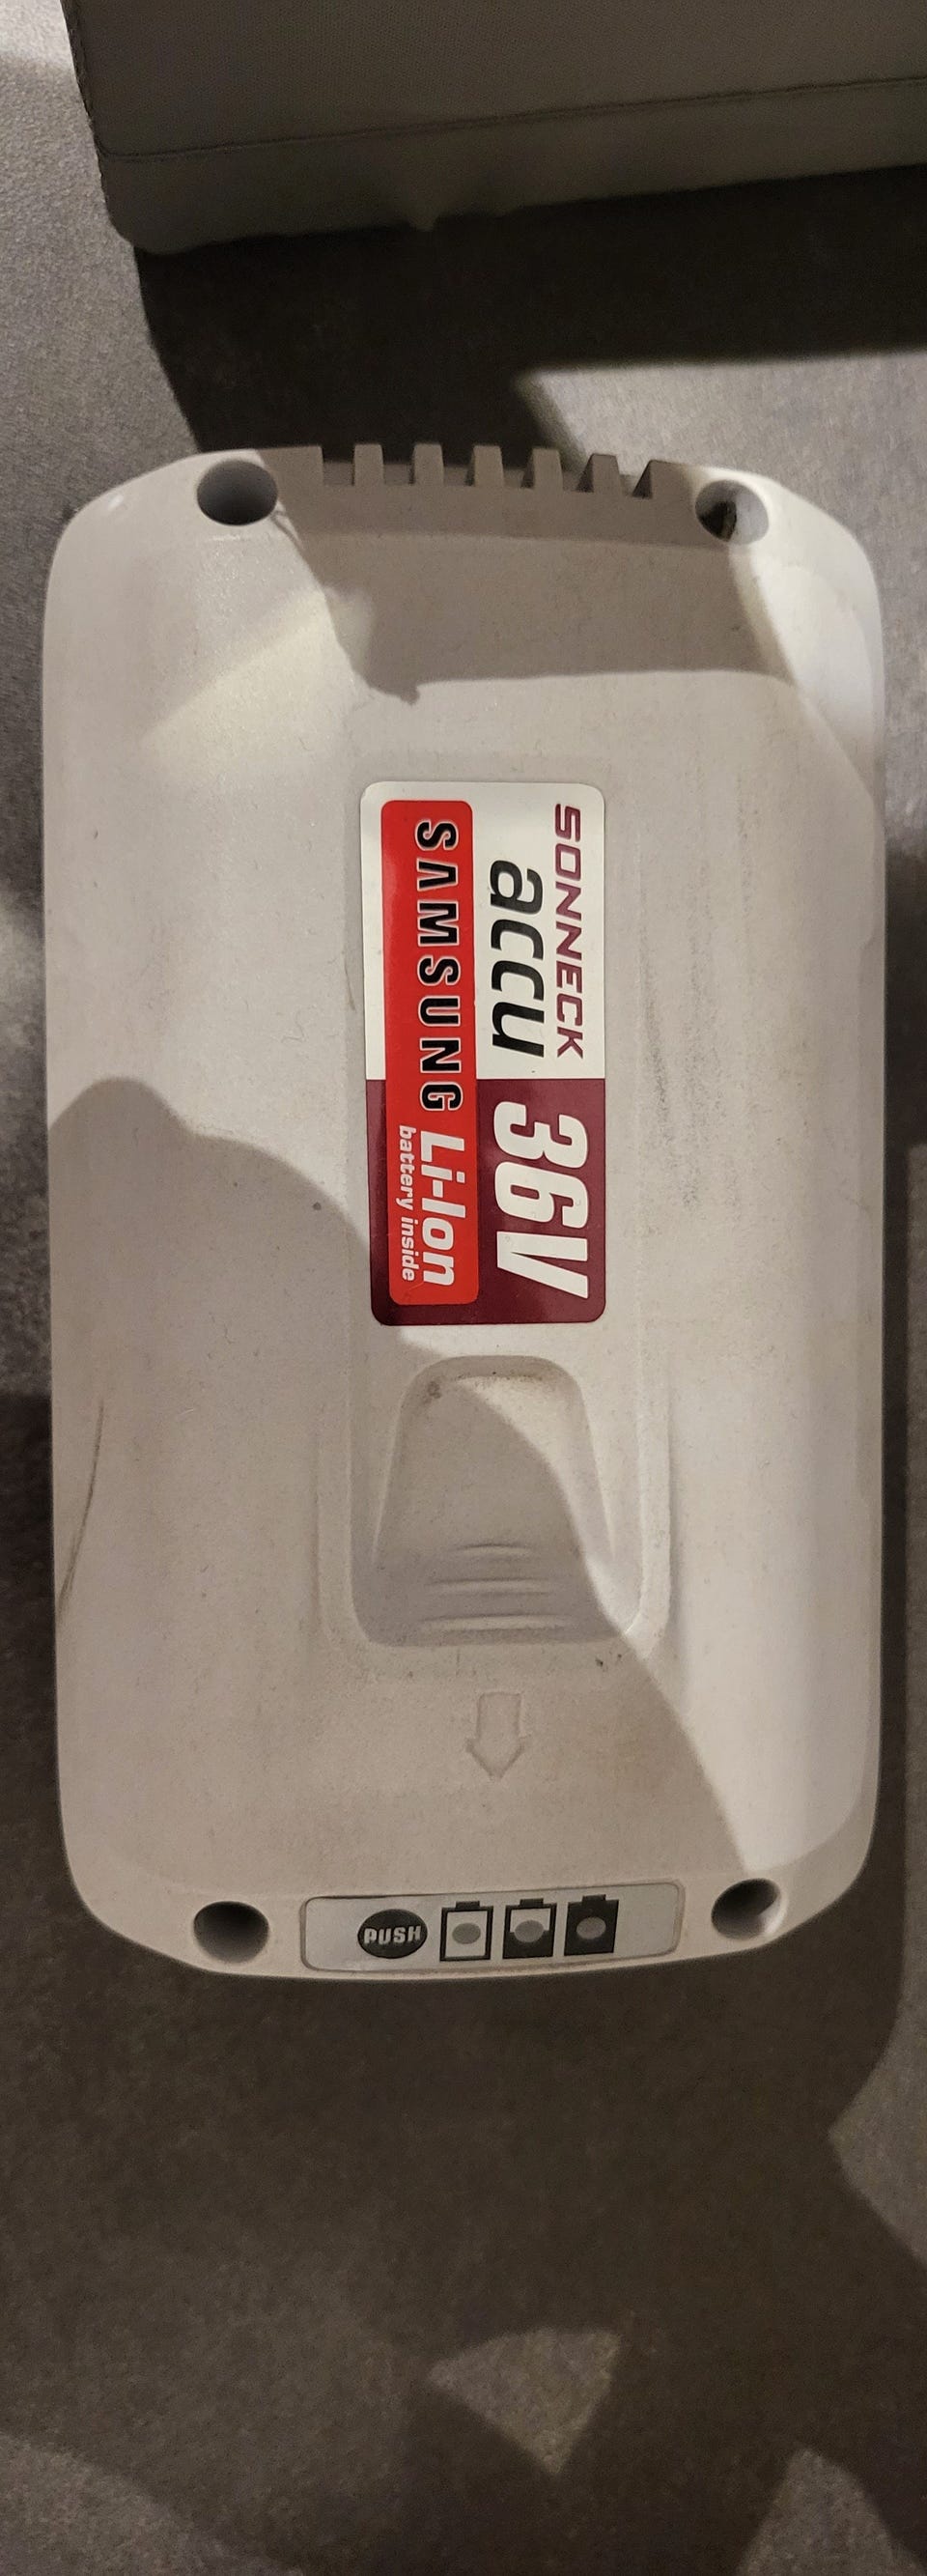 SONNECK
accu 36V
SAMSUNG Li-Ion
battery inside
PUSH